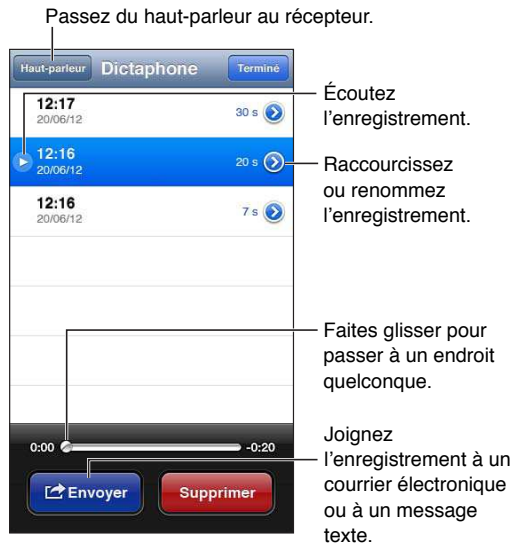 Passez du haut-parleur au récepteur.
Haut-parleur Dictaphone Terminé
12:17
20/06/12
30 s
Écoutez
l'enregistrement.
12:16
20/06/12
20 s
Raccourcissez
ou renommez
l'enregistrement.
12:16
20/06/12
7 s
Faites glisser pour
passer à un endroit
quelconque.
0:00 -0:20
Joignez
l'enregistrement à un
courrier électronique
ou à un message
texte.
Envoyer Supprimer